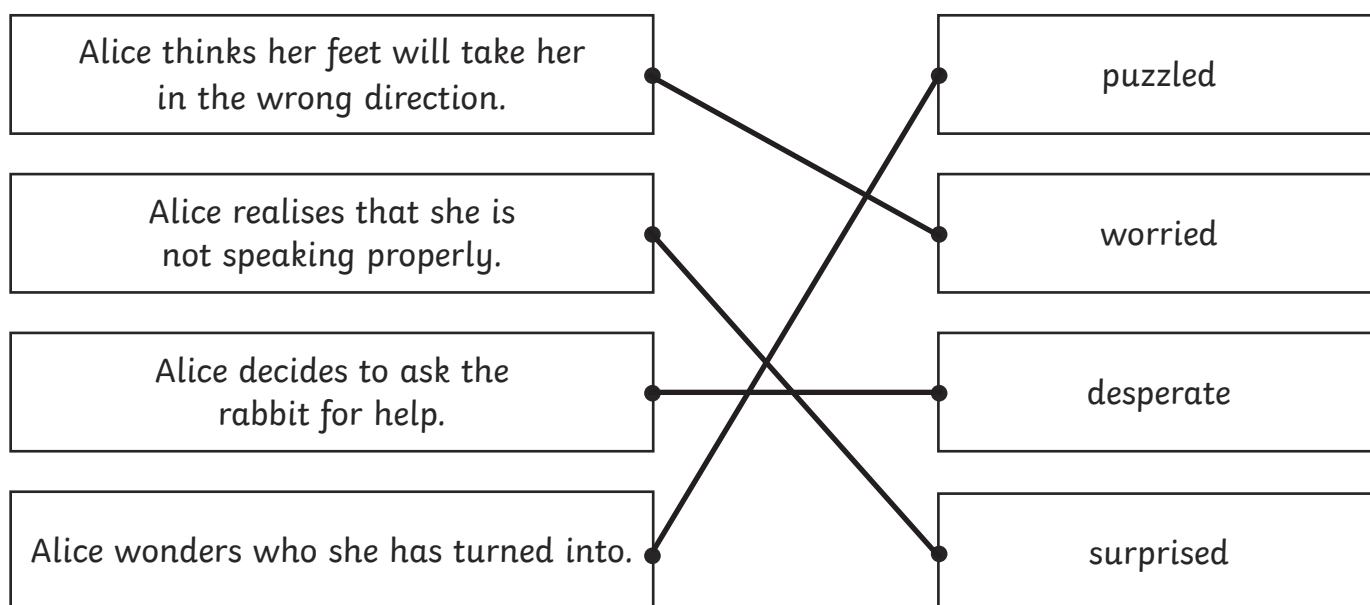 Alice thinks her feet will take her
in the wrong direction.
puzzled
Alice realises that she is
not speaking properly.
worried
Alice decides to ask the
rabbit for help.
desperate
Alice wonders who she has turned into.
surprised